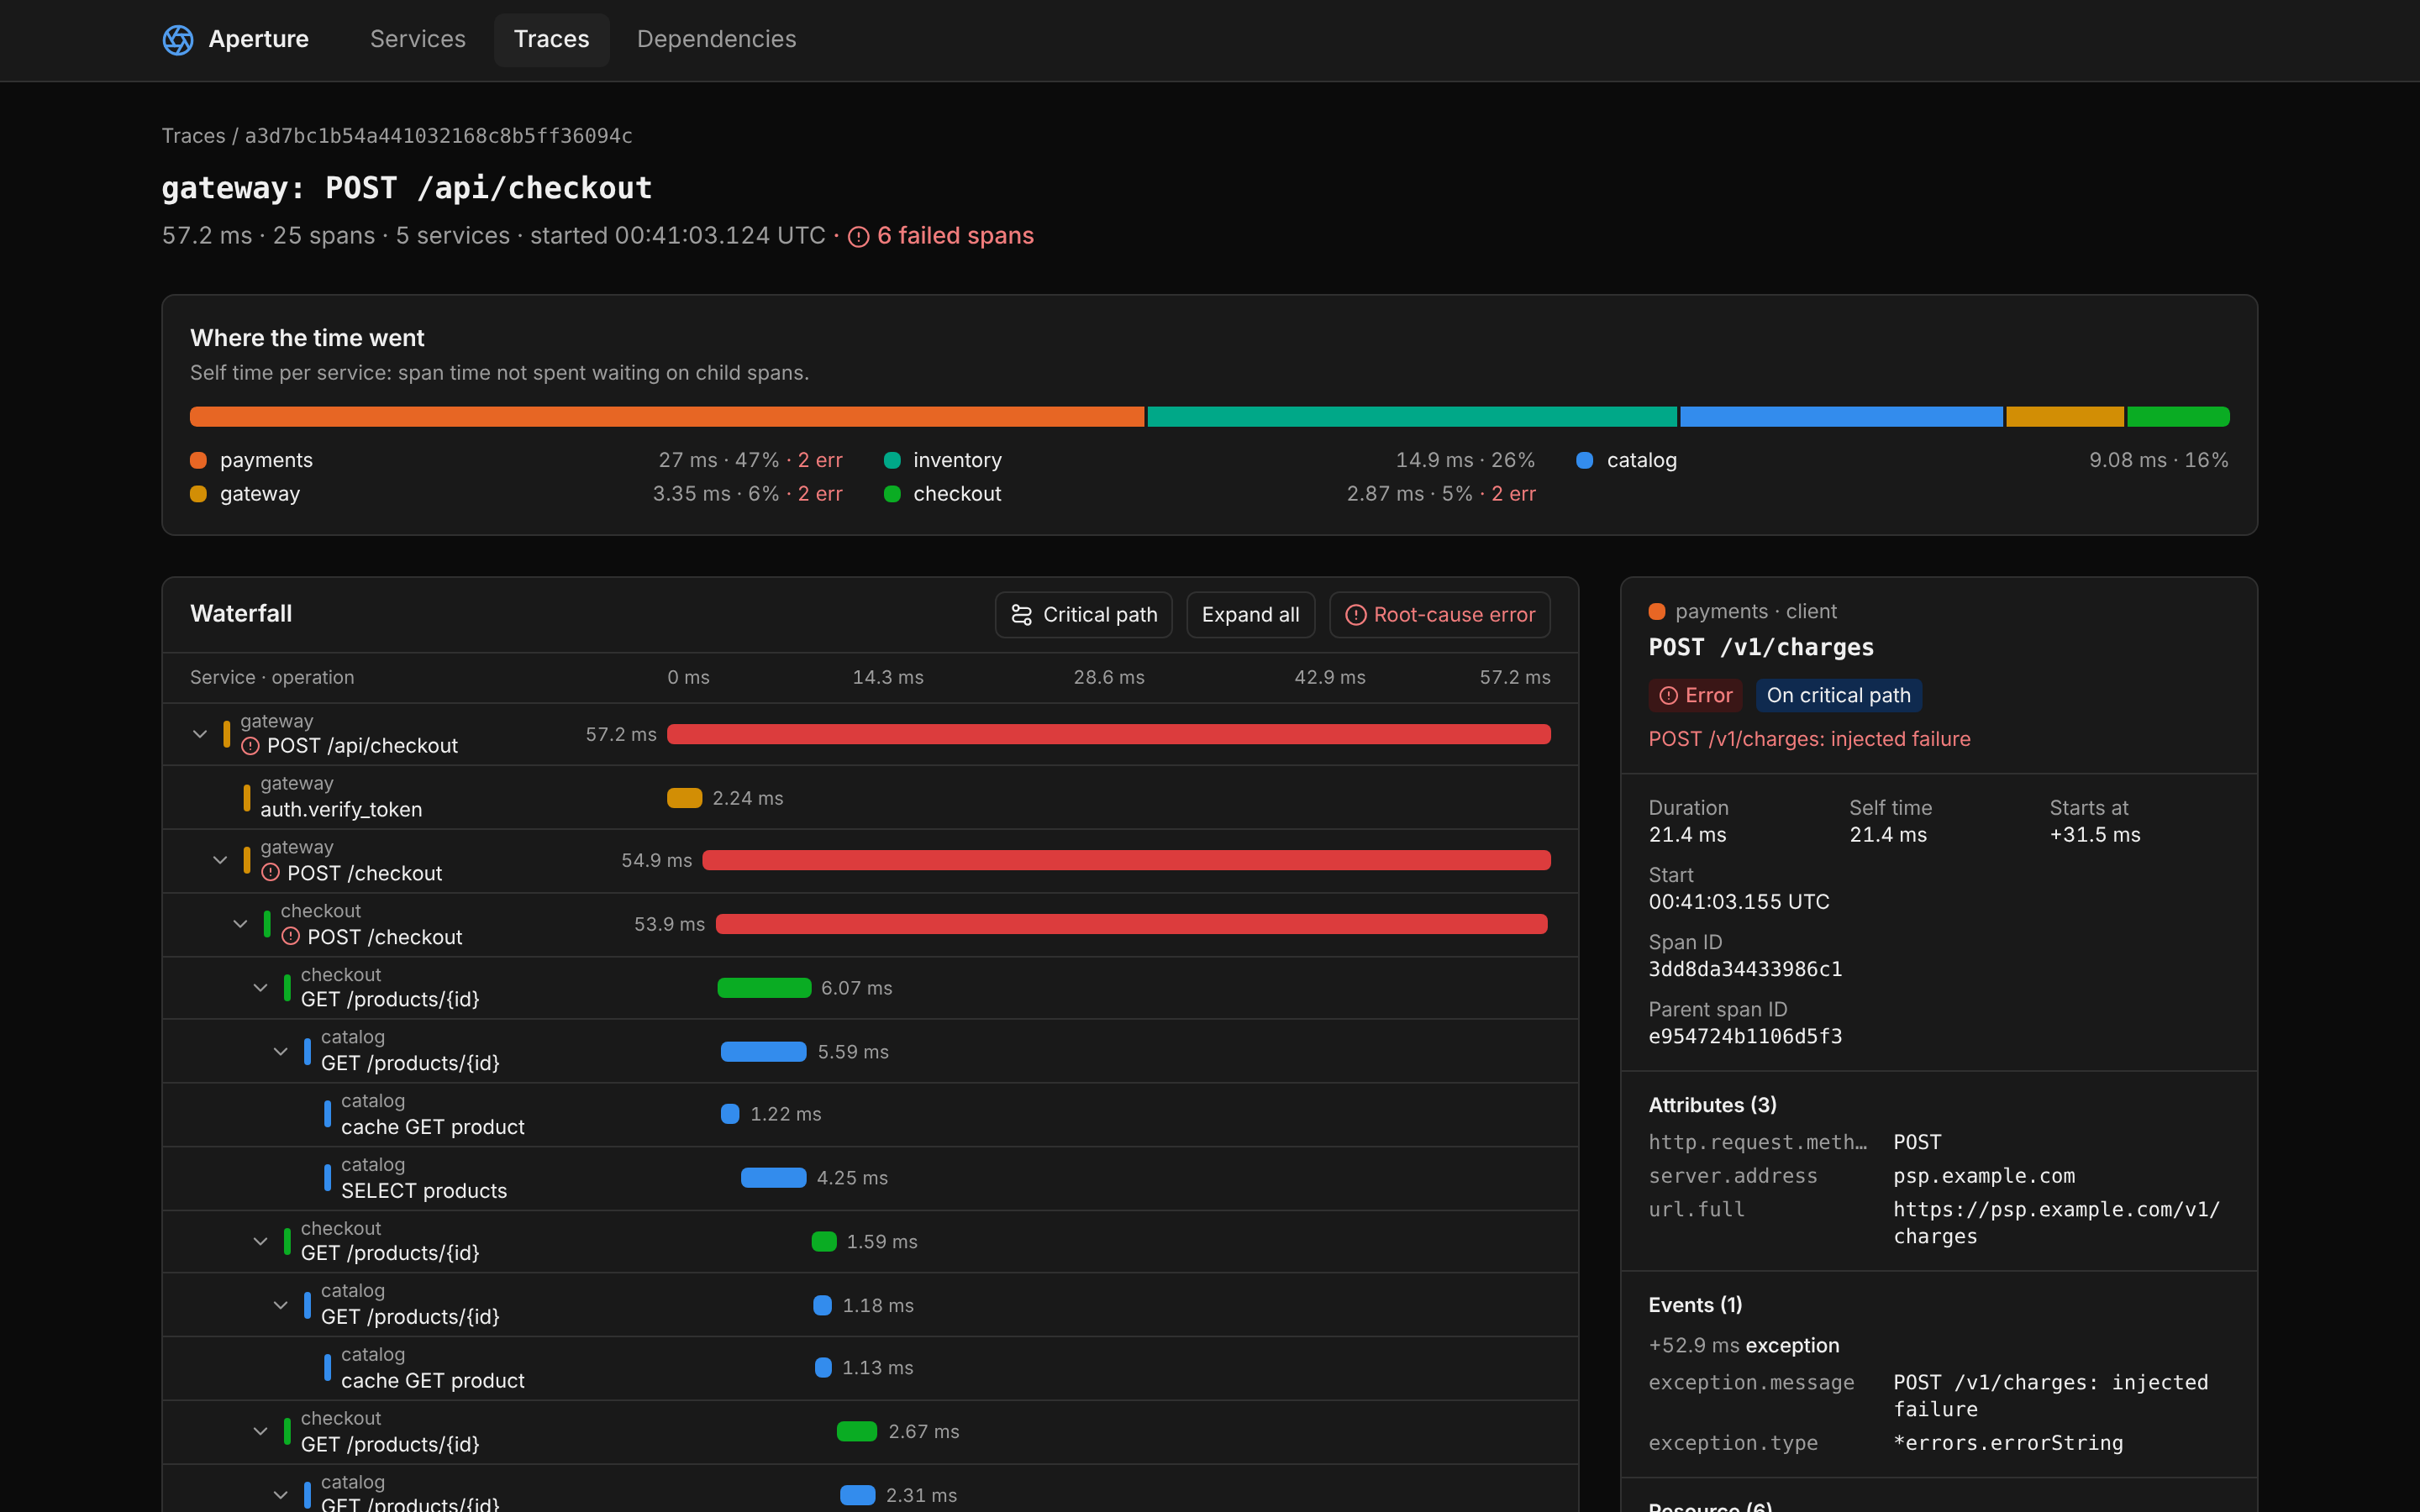 Aperture
Services
Traces
Dependencies
Traces / a3d7bc1b54a441032168c8b5ff36094c
gateway: POST /api/checkout
57.2 ms · 25 spans · 5 services · started 00:41:03.124 UTC · 6 failed spans
Where the time went
Self time per service: span time not spent waiting on child spans.
payments 27 ms · 47% · 2 err
inventory 14.9 ms · 26%
catalog 9.08 ms · 16%
gateway 3.35 ms · 6% · 2 err
checkout 2.87 ms · 5% · 2 err
Waterfall
Critical path
Expand all
Root-cause error
Service · operation 0 ms 14.3 ms 28.6 ms 42.9 ms 57.2 ms
gateway
POST /api/checkout
57.2 ms
gateway
auth.verify_token
2.24 ms
gateway
POST /checkout
54.9 ms
checkout
POST /checkout
53.9 ms
checkout
GET /products/{id}
6.07 ms
catalog
GET /products/{id}
5.59 ms
catalog
cache GET product
1.22 ms
catalog
SELECT products
4.25 ms
checkout
GET /products/{id}
1.59 ms
catalog
GET /products/{id}
1.18 ms
catalog
cache GET product
1.13 ms
checkout
GET /products/{id}
2.67 ms
catalog
GET /products/{id}
2.31 ms
payments · client
POST /v1/charges
Error
On critical path
POST /v1/charges: injected failure
Duration Self time Starts at
21.4 ms 21.4 ms +31.5 ms
Start
00:41:03.155 UTC
Span ID
3dd8da34433986c1
Parent span ID
e954724b1106d5f3
Attributes (3)
http.request.meth… POST
server.address psp.example.com
url.full https://psp.example.com/v1/
charges
Events (1)
+52.9 ms exception
exception.message POST /v1/charges: injected
failure
exception.type *errors.errorString
Resource (6)